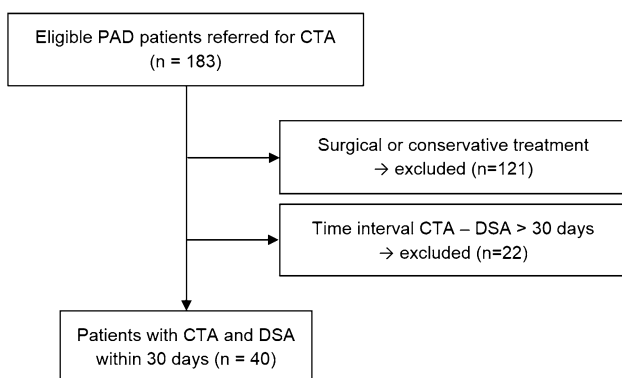 Eligible PAD patients referred for CTA
(n = 183)
Surgical or conservative treatment
→ excluded (n=121)
Time interval CTA – DSA > 30 days
→ excluded (n=22)
Patients with CTA and DSA
within 30 days (n = 40)